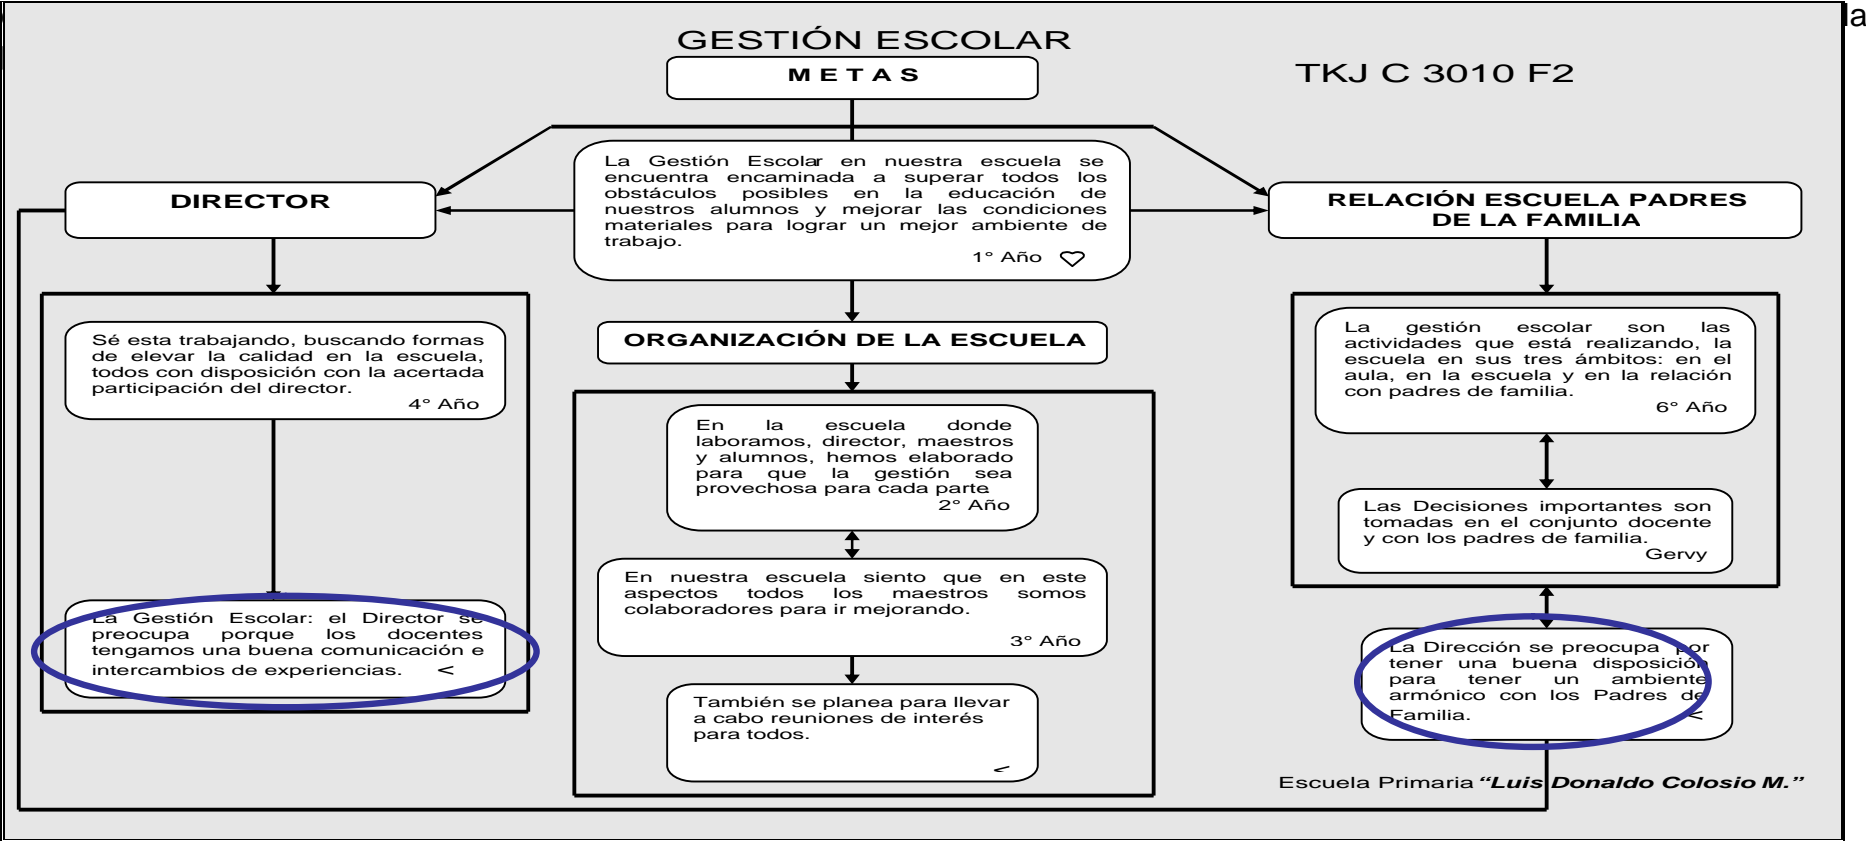 la
GESTIÓN ESCOLAR
TKJ C 3010 F2
M E T A S
La Gestión Escolar en nuestra escuela se
encuentra encaminada a superar todos los
obstáculos posibles en la educación de
nuestros alumnos y mejorar las condiciones
materiales para lograr un mejor ambiente de
trabajo.
1° Año
DIRECTOR
Sé esta trabajando, buscando formas
de elevar la calidad en la escuela,
todos con disposición con la acertada
participación del director.
4° Año
La Gestión Escolar: el Director se
preocupa porque los docentes
tengamos una buena comunicación e
intercambios de experiencias. <
ORGANIZACIÓN DE LA ESCUELA
En la escuela donde
laboramos, director, maestros
y alumnos, hemos elaborado
para que la gestión sea
provechosa para cada parte.
2° Año
En nuestra escuela siento que en este
aspectos todos los maestros somos
colaboradores para ir mejorando.
3° Año
También se planea para llevar
a cabo reuniones de interés
para todos.
<
RELACIÓN ESCUELA PADRES
DE LA FAMILIA
La gestión escolar son las
actividades que está realizando, la
escuela en sus tres ámbitos: en el
aula, en la escuela y en la relación
con padres de familia.
6° Año
Las Decisiones importantes son
tomadas en el conjunto docente
y con los padres de familia.
Gervy
La Dirección se preocupa por
tener una buena disposición
para tener un ambiente
armónico con los Padres de
Familia. <
Escuela Primaria “Luis Donaldo Colosio M.”